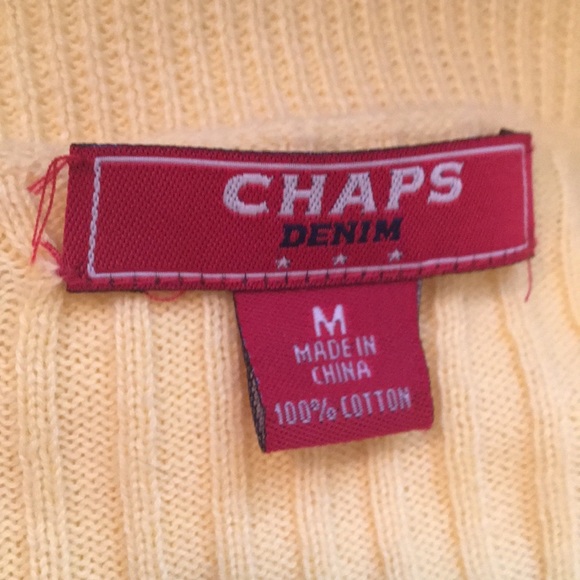 CHAPS
DENIM
M
MADE IN
CHINA
100% COTTON